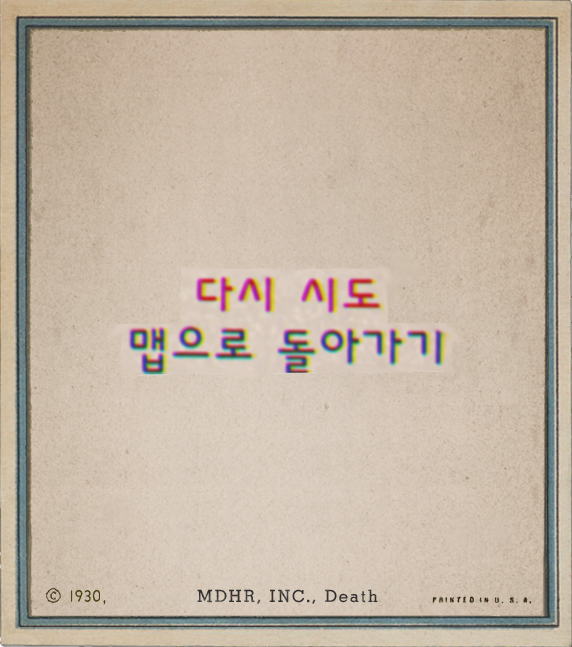 다시 시도
맵으로 돌아가기
© 1930, MDHR, INC., Death PRINTED IN U. S. A.